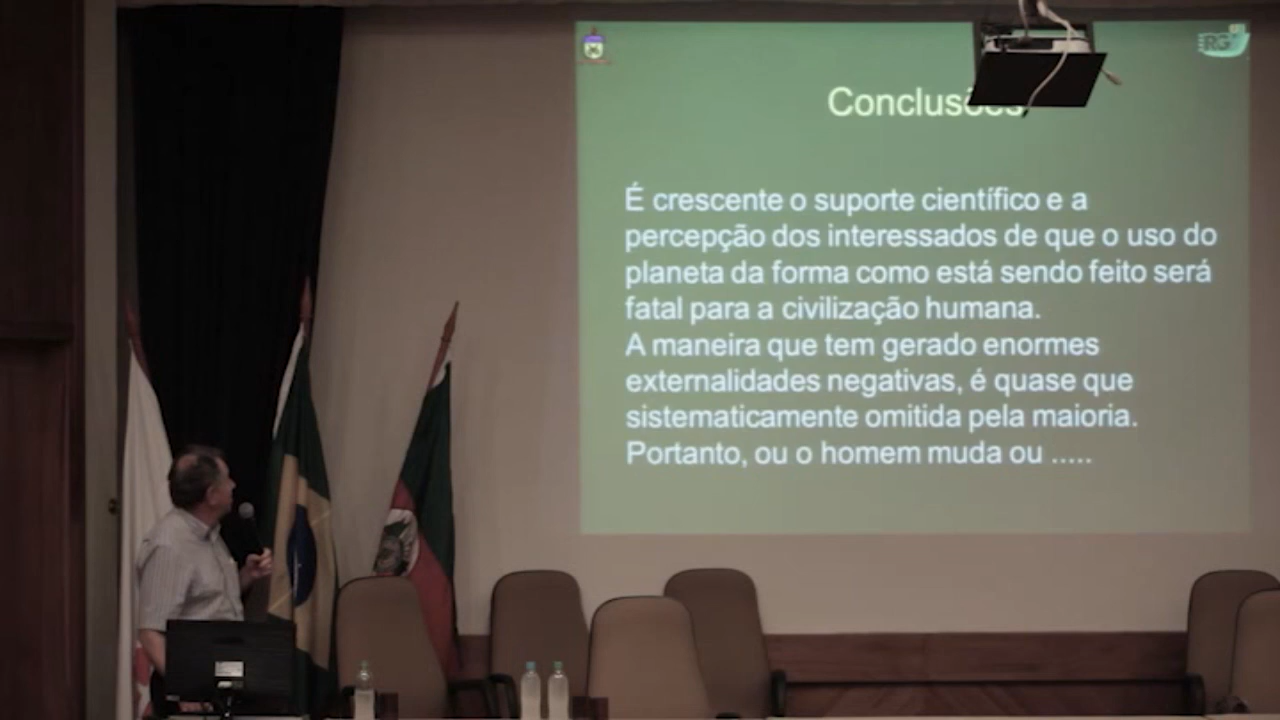 Conclusões
É crescente o suporte científico e a
percepção dos interessados de que o uso do
planeta da forma como está sendo feito será
fatal para a civilização humana.
A maneira que tem gerado enormes
externalidades negativas, é quase que
sistematicamente omitida pela maioria.
Portanto, ou o homem muda ou .....